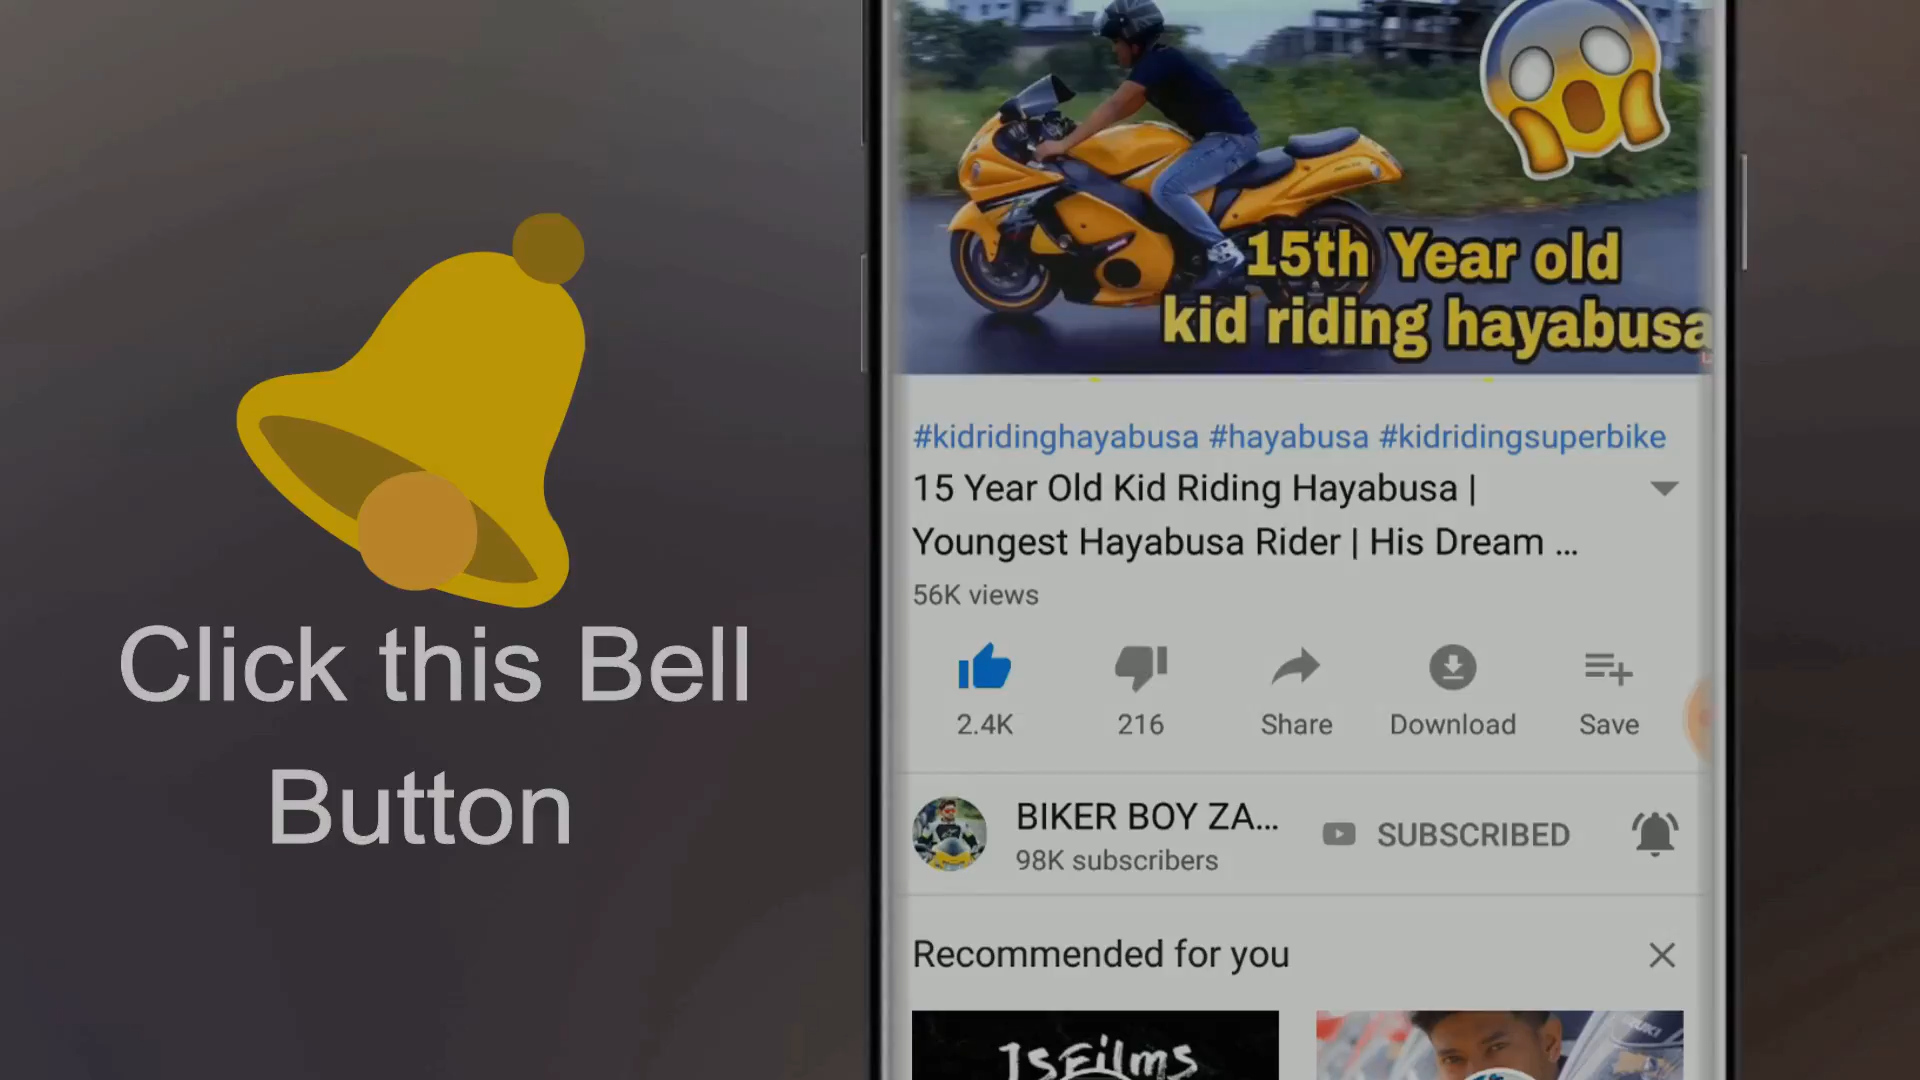 15th Year old
kid riding hayabusa
#kidridinghayabusa #hayabusa #kidridingsuperbike
15 Year Old Kid Riding Hayabusa |
Youngest Hayabusa Rider | His Dream ...
56K views
2.4K
216
Share
Download
Save
BIKER BOY ZA...
SUBSCRIBED
98K subscribers
Recommended for you
JSFilms
SUZUKI
Click this Bell
Button